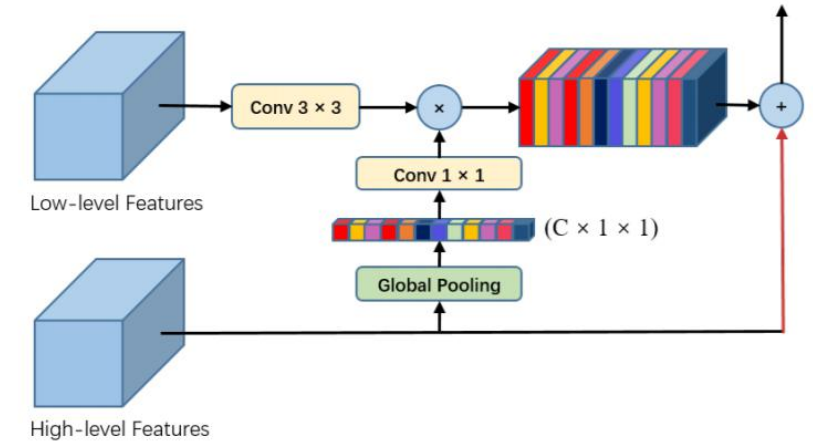 Conv 3 × 3
×
+
Conv 1 × 1
Low-level Features
(C × 1 × 1)
Global Pooling
High-level Features